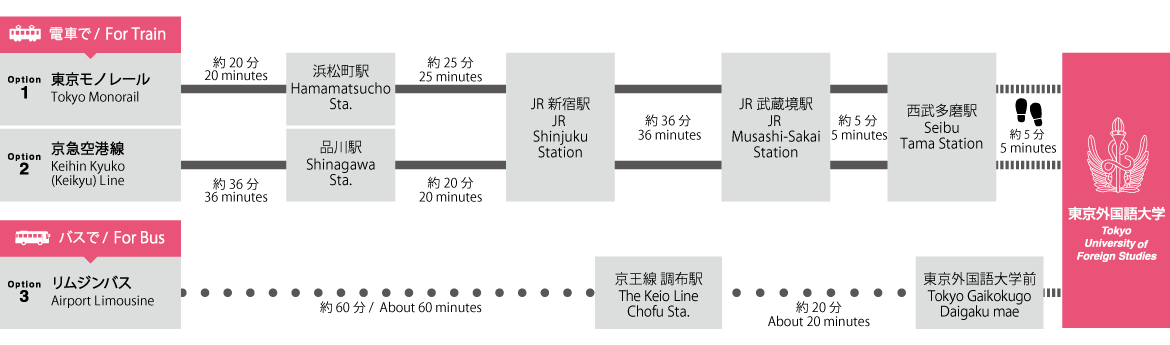 電車で / For Train
Option
1
東京モノレール
Tokyo Monorail
約 20 分
20 minutes
浜松町駅
Hamamatsucho
Sta.
約 25 分
25 minutes
Option
2
京急空港線
Keihin Kyuko
(Keikyu) Line
約 36 分
36 minutes
品川駅
Shinagawa
Sta.
約 20 分
20 minutes
JR 新宿駅
JR
Shinjuku
Station
約 36 分
36 minutes
JR 武蔵境駅
JR
Musashi-Sakai
Station
約 5 分
5 minutes
西武多磨駅
Seibu
Tama Station
約 5 分
5 minutes
東京外国語大学
Tokyo
University of
Foreign Studies
バスで / For Bus
Option
3
リムジンバス
Airport Limousine
約 60 分 / About 60 minutes
京王線 調布駅
The Keio Line
Chofu Sta.
約 20 分
About 20 minutes
東京外国語大学前
Tokyo Gaikokugo
Daigaku mae